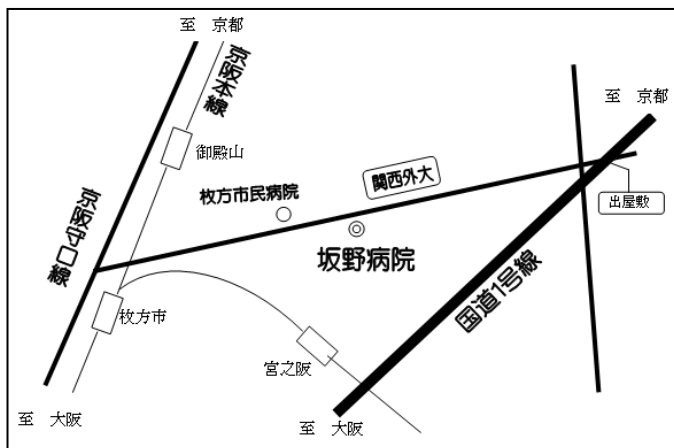 至　京都
京阪本線
至　京都
御殿山
関西外大
枚方市民病院
出屋敷
京阪守口線
坂野病院
国道1号線
枚方市
宮之阪
至　大阪
至　大阪